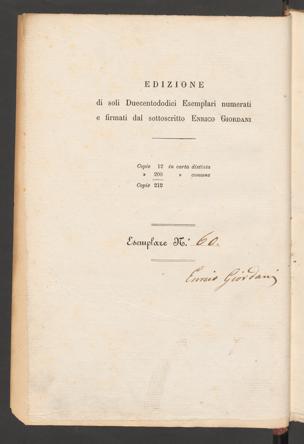 EDIZIONE
di soli Duecentododici Esemplari numerati
e firmati dal sottoscritto ENRICO GIORDANI
Copie 12 in carta distinta
» 200 » comune
Copie 212
Esemplare N.° 60.
Enrico Giordani